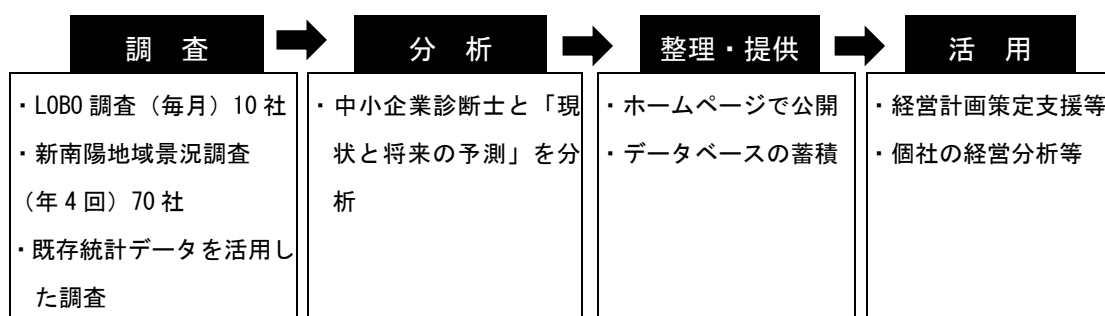 調 査
・LOBO 調査（毎月）10 社
・新南陽地域景況調査
（年 4 回）70 社
・既存統計データを活用し
た調査
分 析
・中小企業診断士と「現
状と将来の予測」を分
析
整理・提供
・ホームページで公開
・データベースの蓄積
活 用
・経営計画策定支援等
・個社の経営分析等